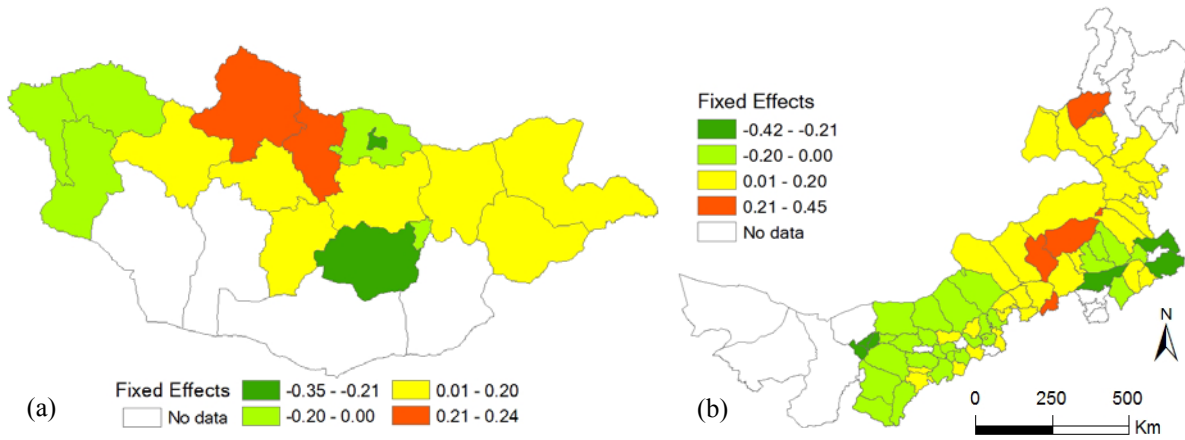 Fixed Effects
-0.42 - -0.21
-0.20 - 0.00
0.01 - 0.20
0.21 - 0.45
No data
N
Fixed Effects
-0.35 - -0.21
0.01 - 0.20
No data
-0.20 - 0.00
0.21 - 0.24
(a)
(b)
0 250 500
Km